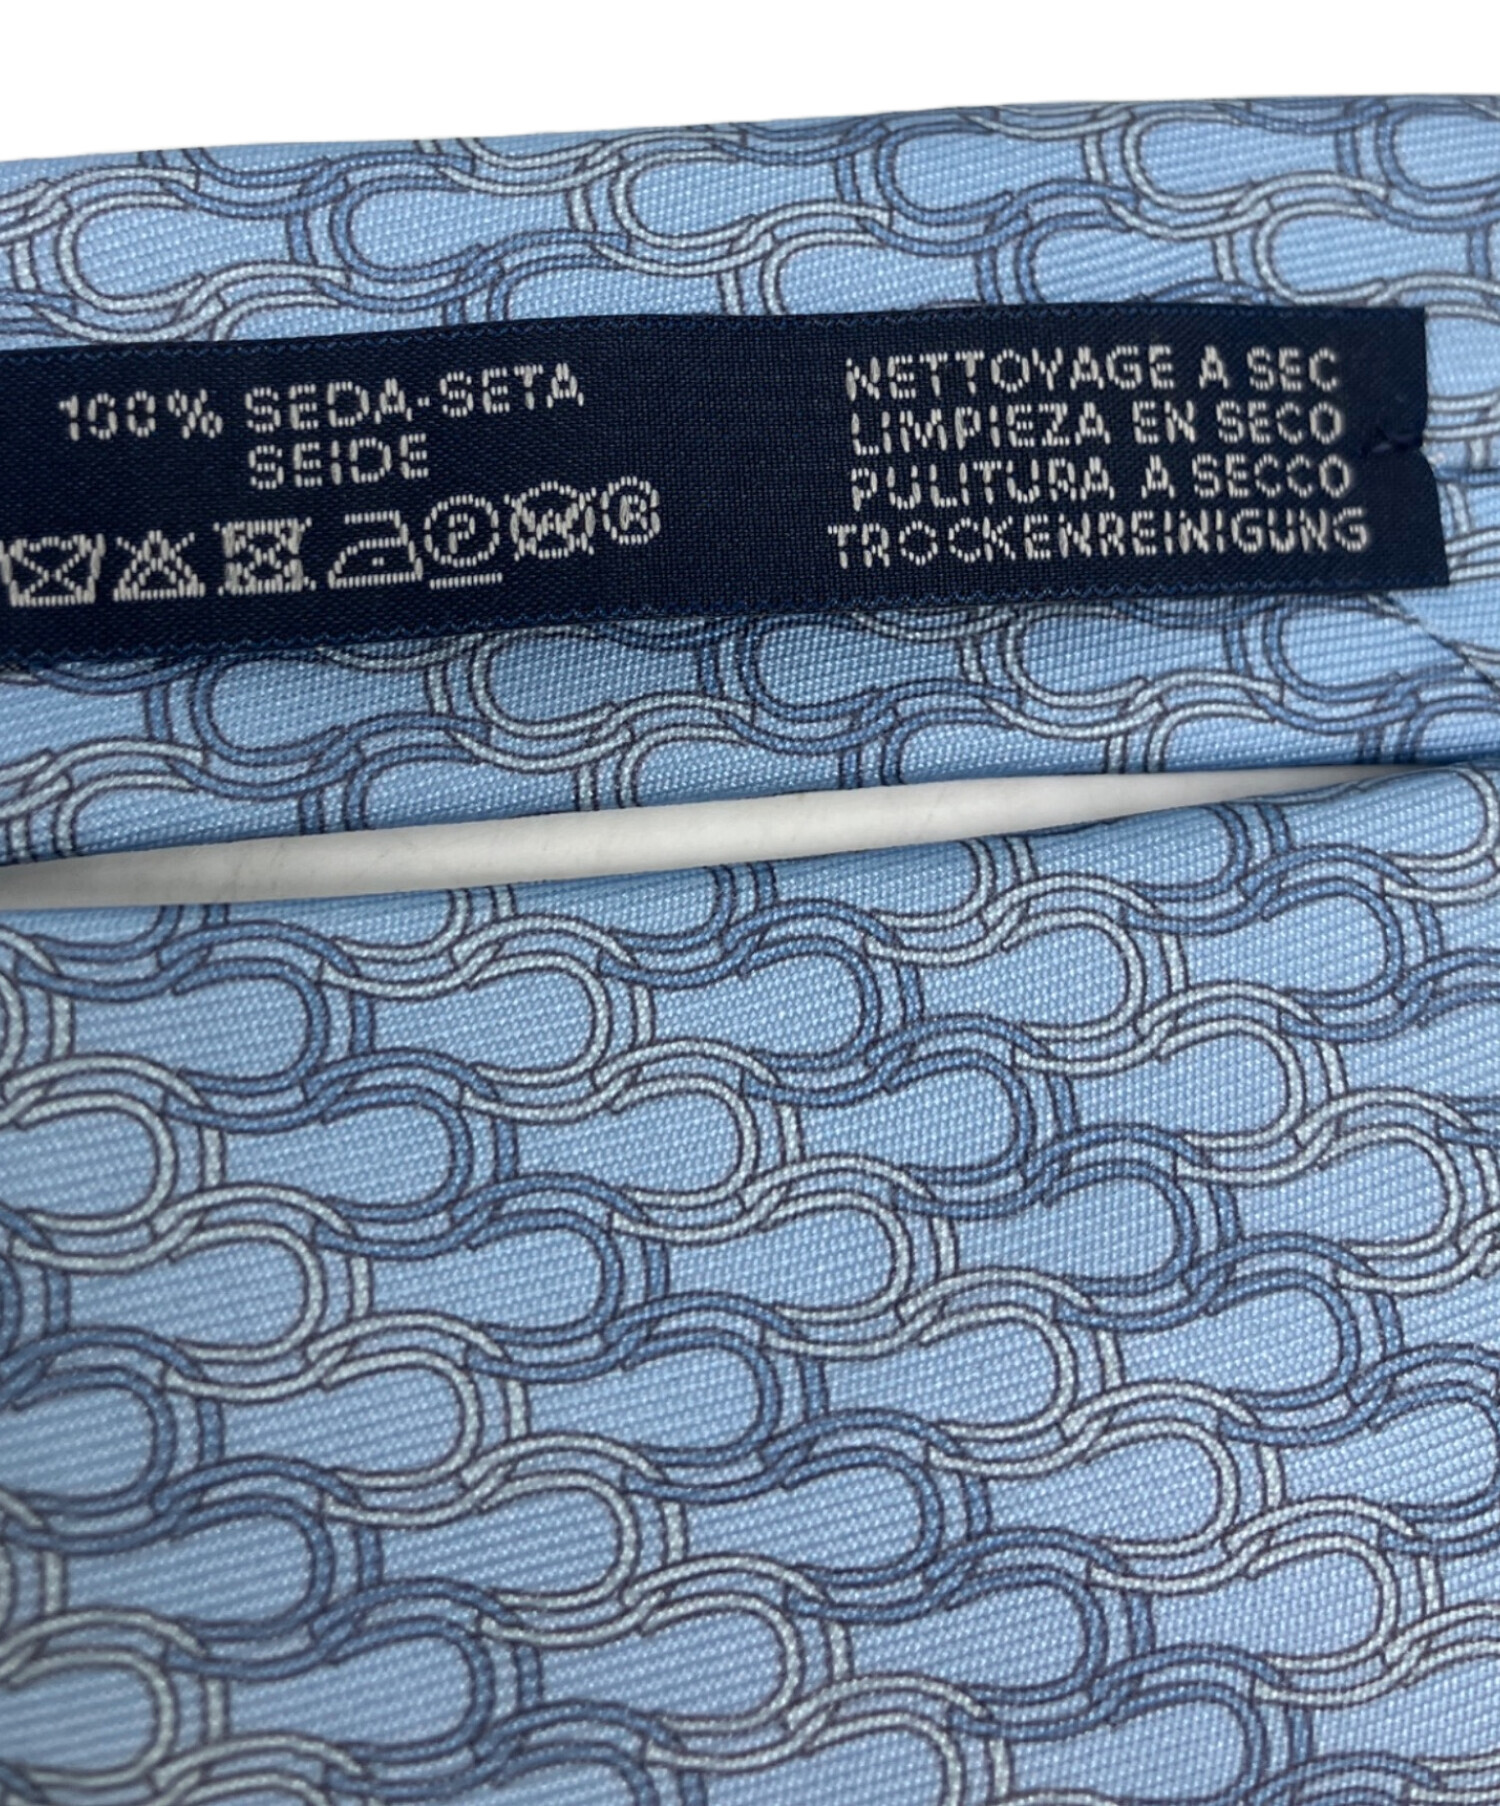 100% SEDA-SETA
SEIDE
P W R
NETTOYAGE A SEC
LIMPIEZA EN SECO
PULITURA A SECCO
TROCKENREINIGUNG